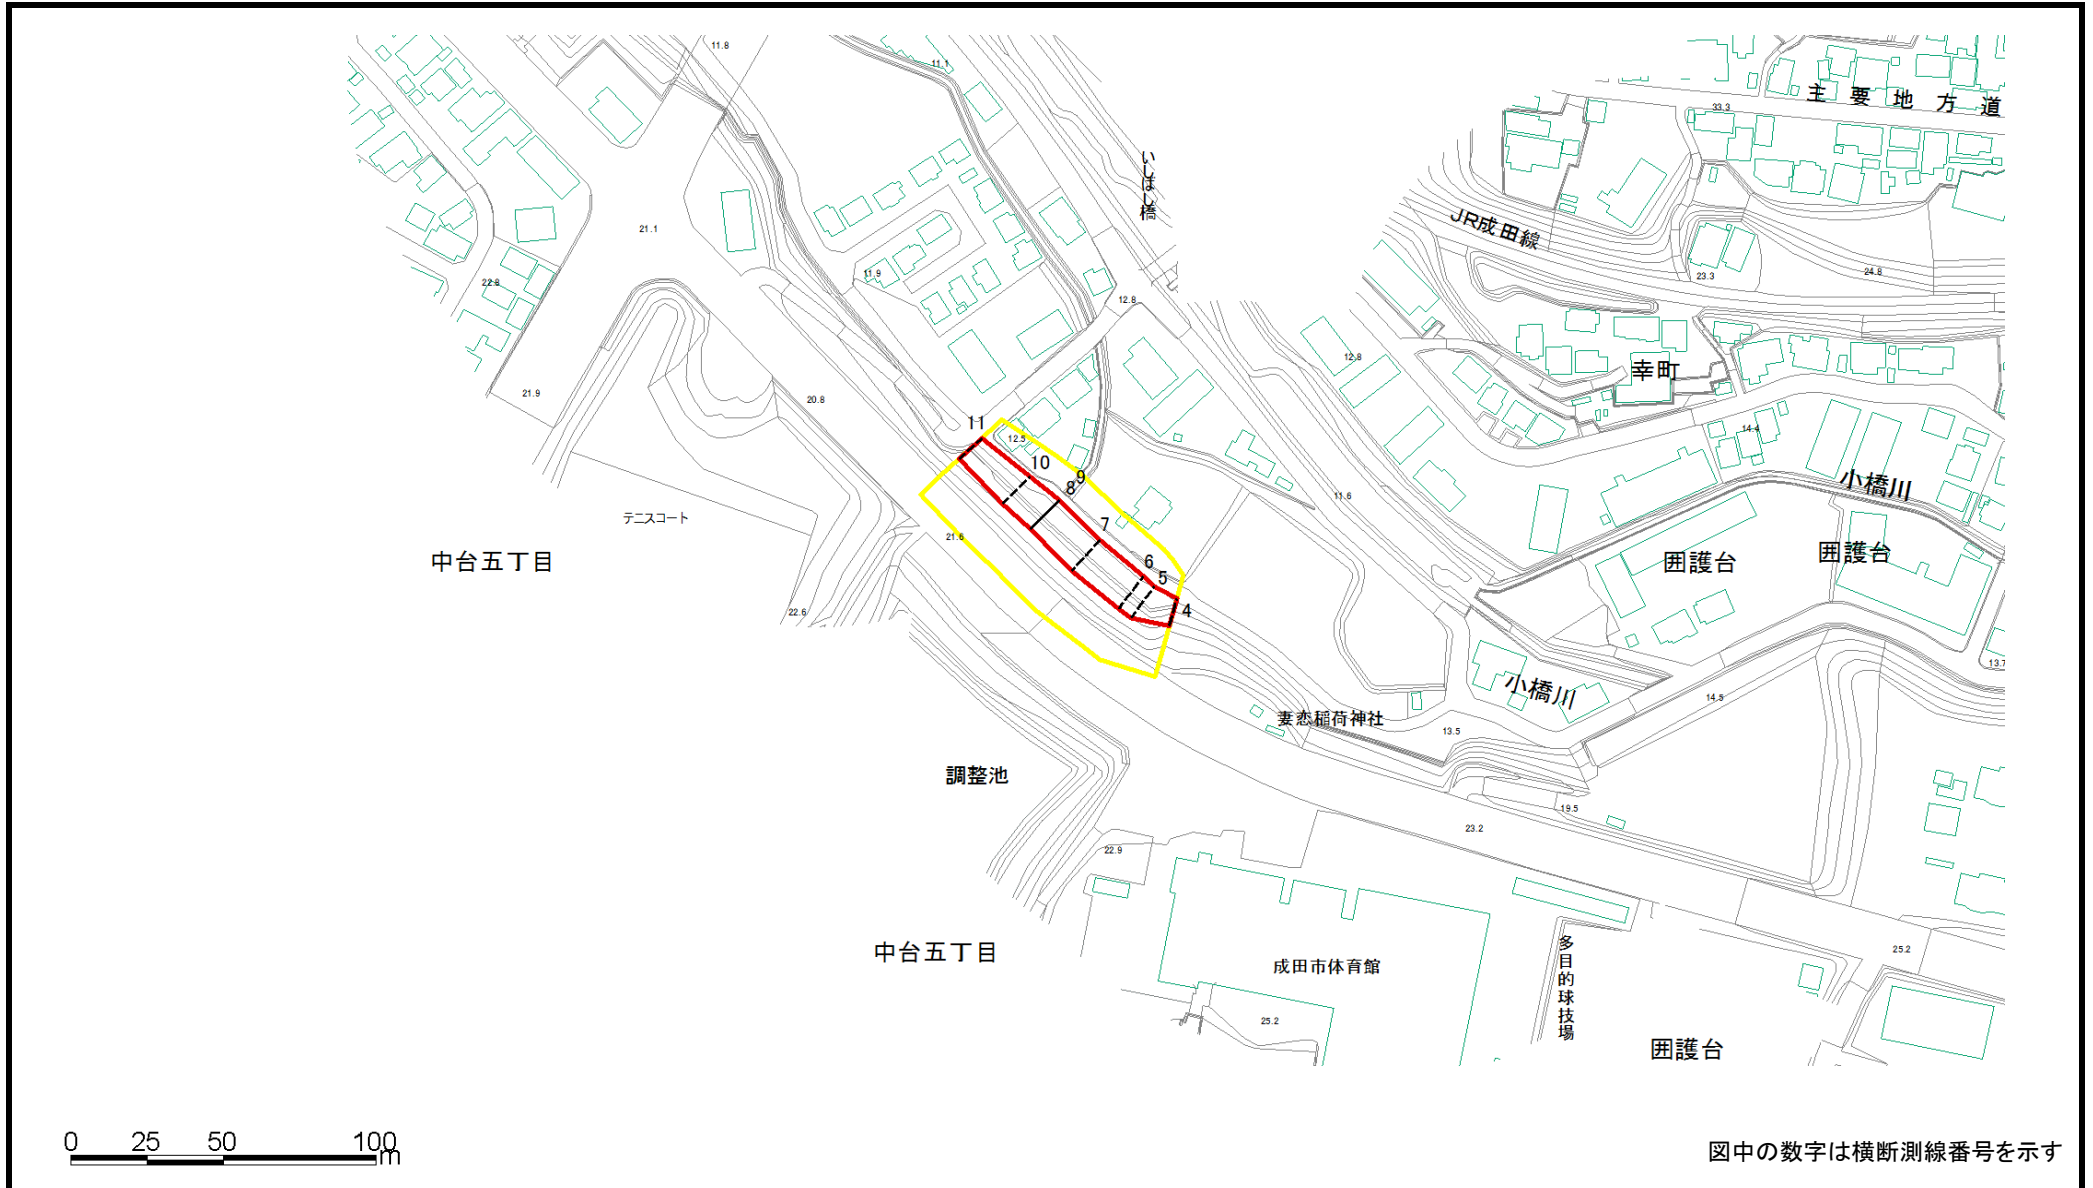 11.8
11.1
主要地方道
33.3
いしばし橋
JR成田線
21.1
11.9
23.3
24.8
22.8
12.8
12.8
幸町
21.9
20.8
14.4
11
12.5
10
9
8
小橋川
11.6
テニスコート
7
21.6
中台五丁目
6
囲護台
囲護台
5
4
22.6
13.7
小橋川
14.5
妻恋稲荷神社
13.5
調整池
19.5
23.2
22.9
中台五丁目
成田市体育館
多目的球技場
25.2
25.2
囲護台
0 25 50 100
m
図中の数字は横断測線番号を示す